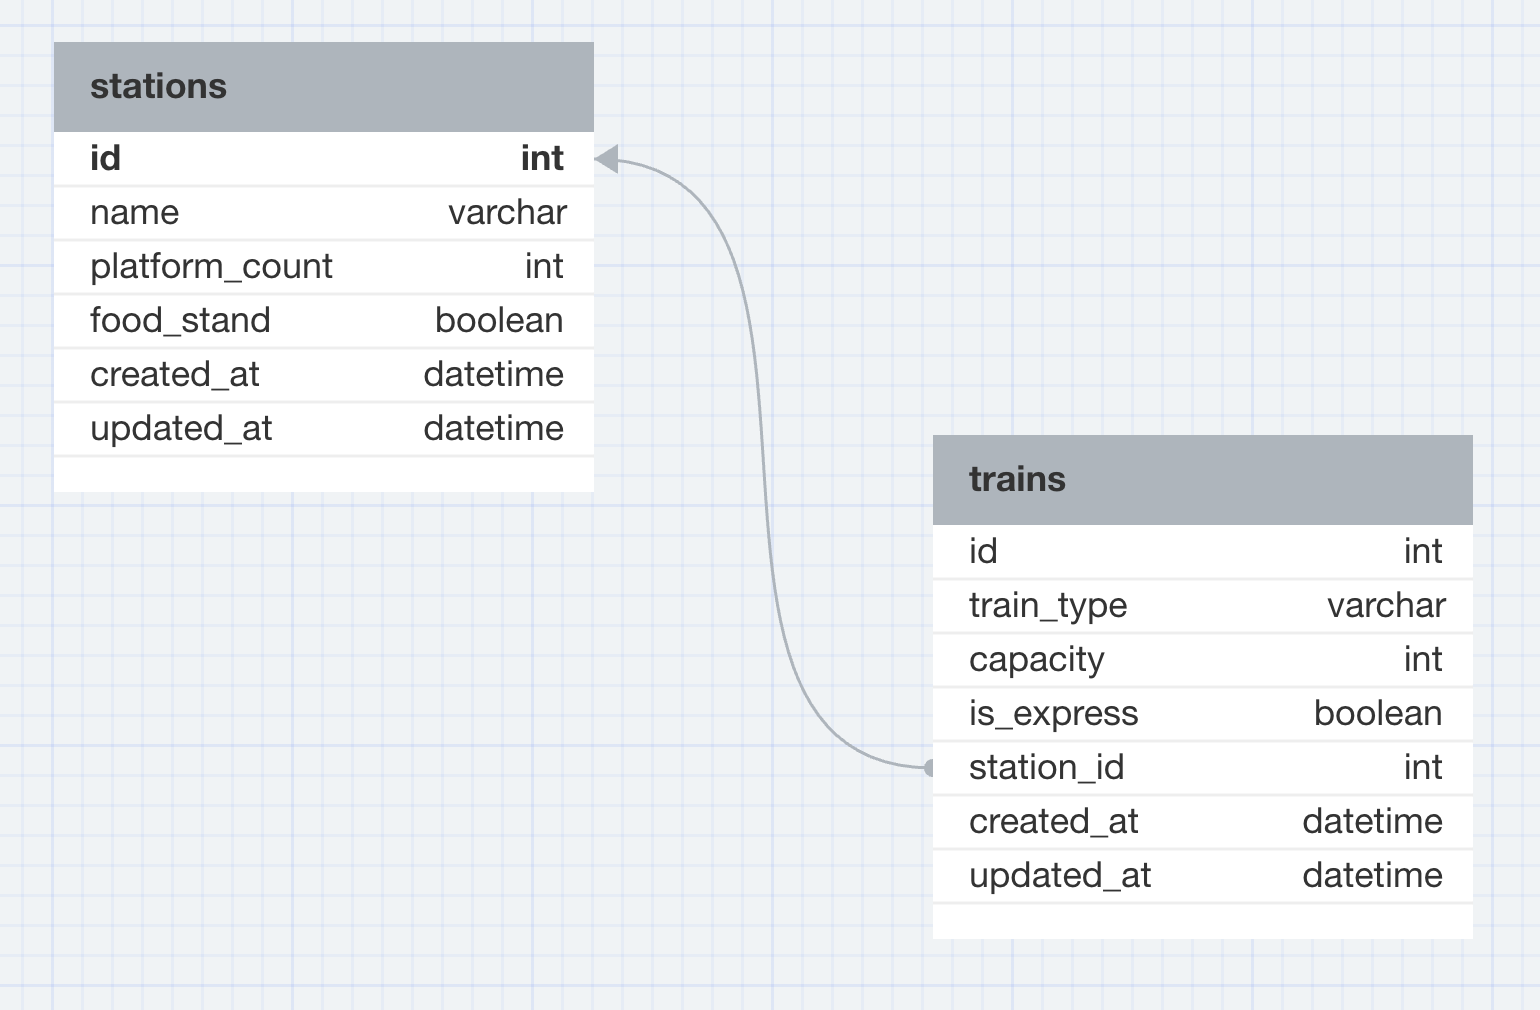 stations
id int
name varchar
platform_count int
food_stand boolean
created_at datetime
updated_at datetime
trains
id int
train_type varchar
capacity int
is_express boolean
station_id int
created_at datetime
updated_at datetime